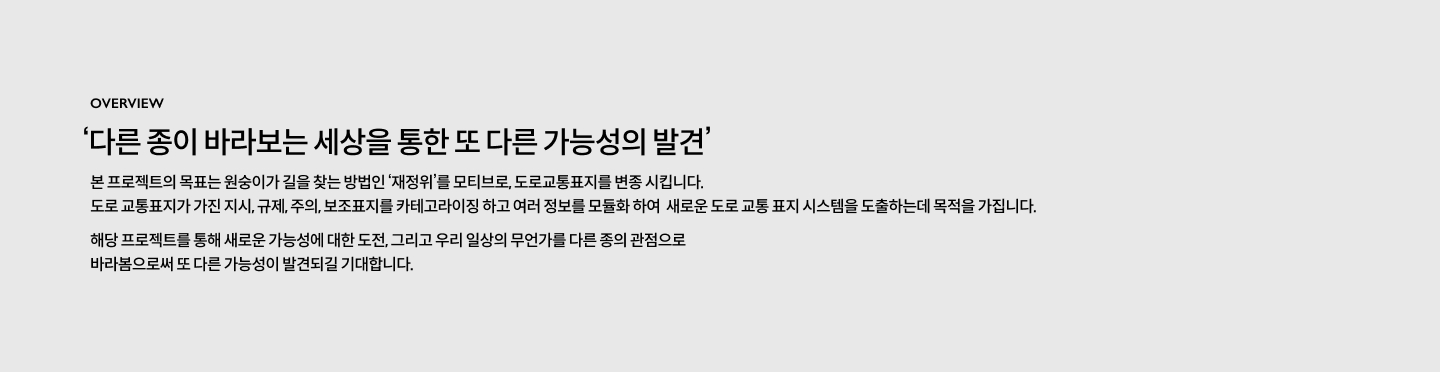 OVERVIEW
‘다른 종이 바라보는 세상을 통한 또 다른 가능성의 발견’
본 프로젝트의 목표는 원숭이가 길을 찾는 방법인 ‘재정위’를 모티브로, 도로교통표지를 변종 시킵니다.
도로 교통표지가 가진 지시, 규제, 주의, 보조표지를 카테고라이징 하고 여러 정보를 모듈화 하여 새로운 도로 교통 표지 시스템을 도출하는데 목적을 가집니다.
해당 프로젝트를 통해 새로운 가능성에 대한 도전, 그리고 우리 일상의 무언가를 다른 종의 관점으로
바라봄으로써 또 다른 가능성이 발견되길 기대합니다.